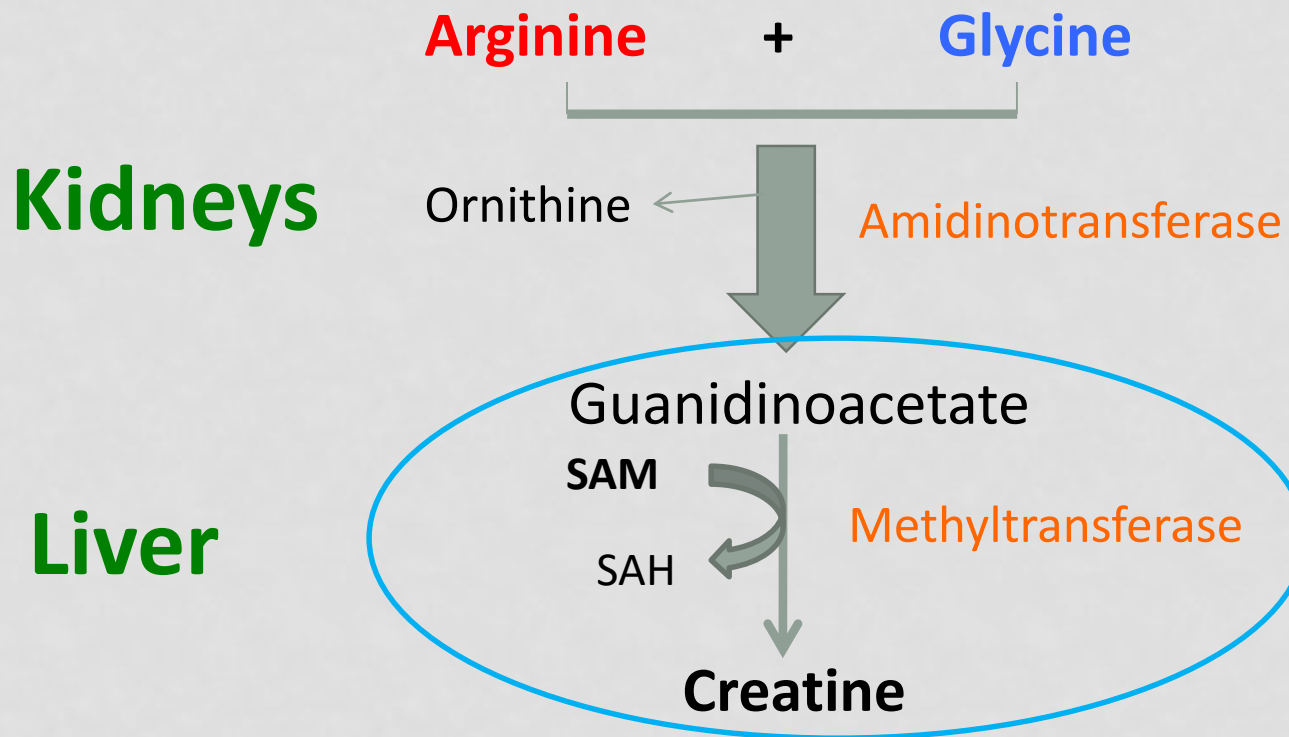 Arginine + Glycine
Kidneys
Ornithine
Amidinotransferase
Guanidinoacetate
SAM
Liver
Methyltransferase
SAH
Creatine